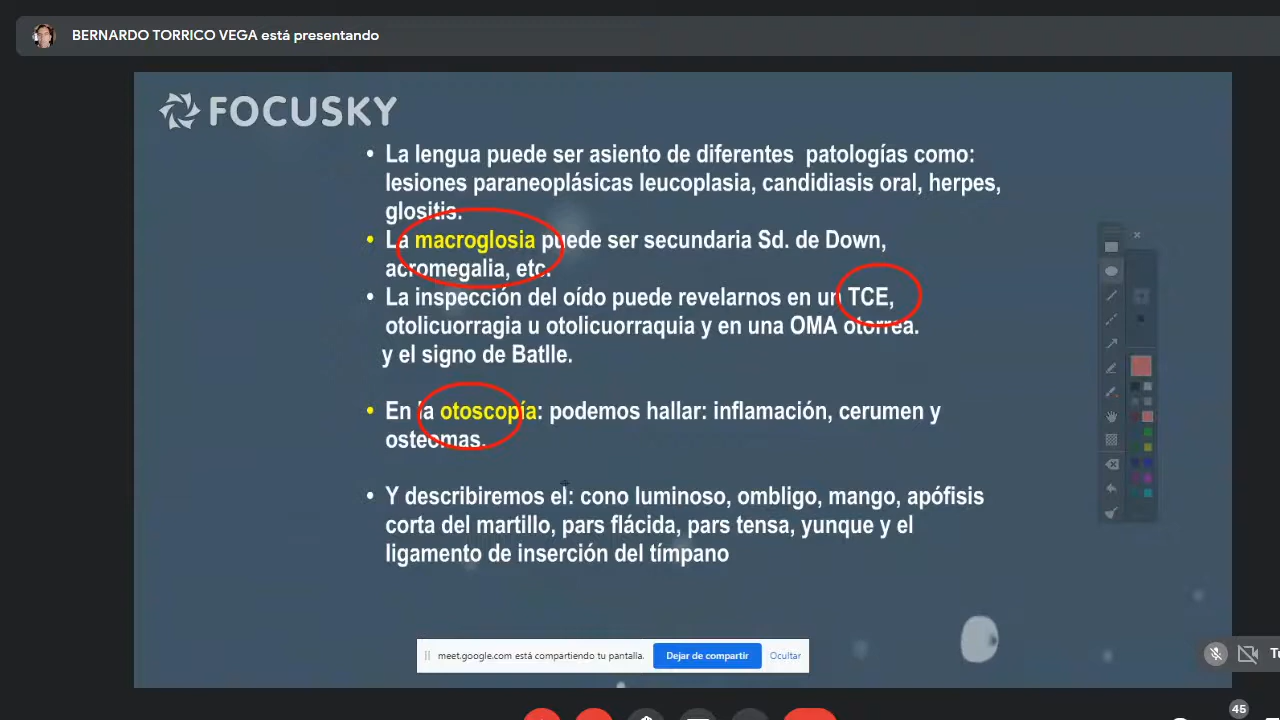 BERNARDO TORRICO VEGA está presentando
FOCUSKY
• La lengua puede ser asiento de diferentes patologías como:
lesiones paraneoplásicas leucoplasia, candidiasis oral, herpes,
glositis.
• La macroglosia puede ser secundaria Sd. de Down,
acromegalia, etc.
• La inspección del oído puede revelarnos en un TCE,
otolicuorragia u otolicuorraquia y en una OMA otorrea.
y el signo de Batlle.
• En la otoscopía: podemos hallar: inflamación, cerumen y
osteomas.
• Y describiremos el: cono luminoso, ombligo, mango, apófisis
corta del martillo, pars flácida, pars tensa, yunque y el
ligamento de inserción del tímpano
meet.google.com está compartiendo tu pantalla.
Dejar de compartir
Ocultar
45